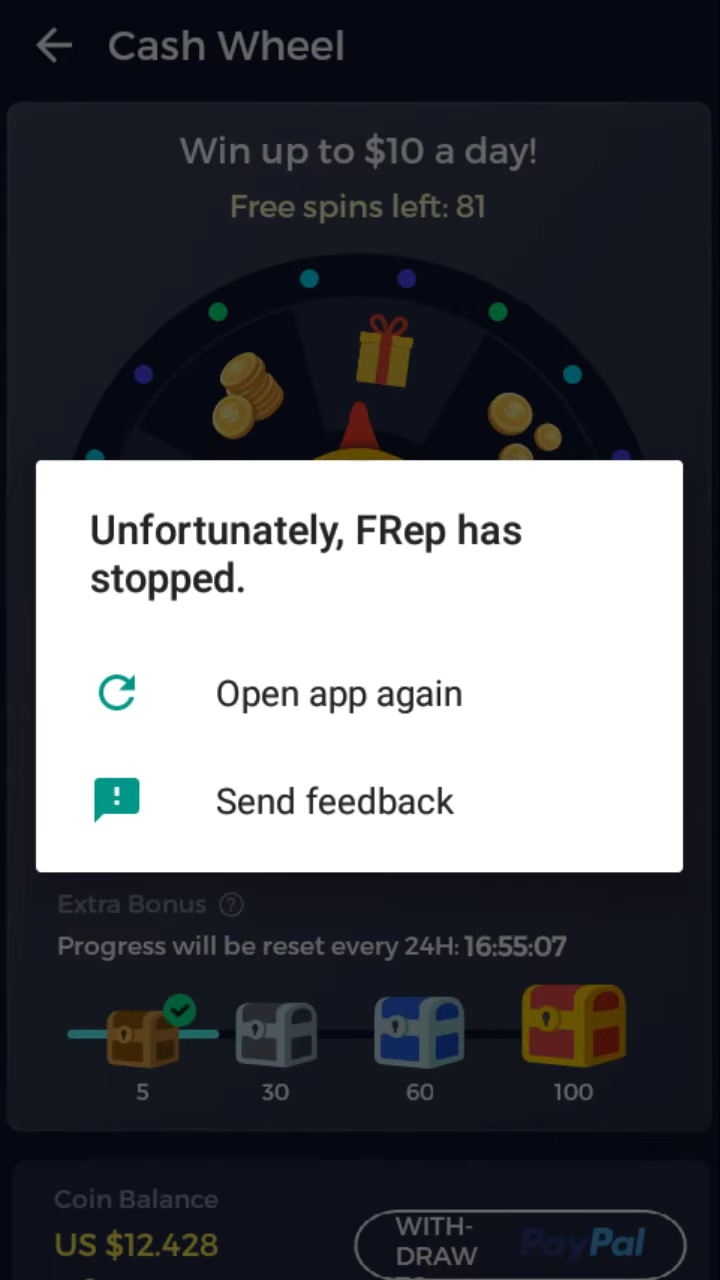 Cash Wheel
Win up to $10 a day!
Free spins left: 81
Unfortunately, FRep has
stopped.
Open app again
Send feedback
Extra Bonus ?
Progress will be reset every 24H: 16:55:07
5 30 60 100
Coin Balance
US $12.428
WITH-
DRAW
PayPal